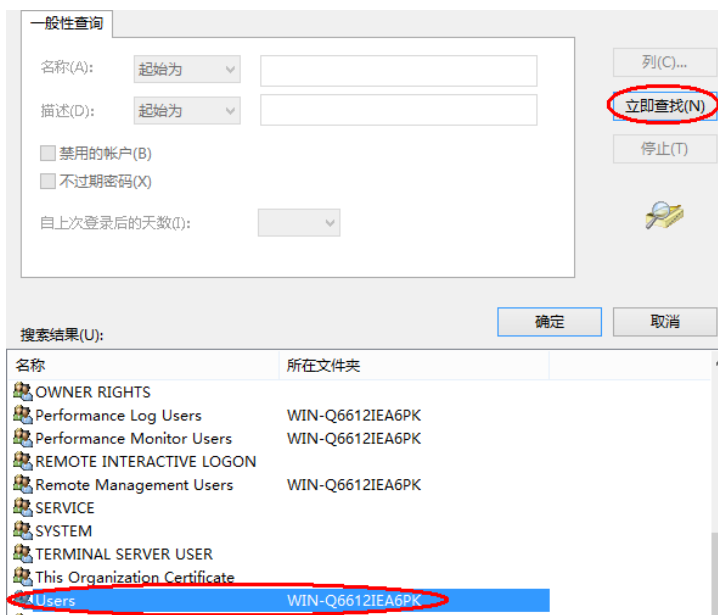 一般性查询
名称(A): 起始为 列(C)...
描述(D): 起始为 立即查找(N)
禁用的帐户(B) 停止(T)
不过期密码(X)
自上次登录后的天数(I):
确定 取消
搜索结果(U):
名称 所在文件夹
OWNER RIGHTS
Performance Log Users WIN-Q6612IEA6PK
Performance Monitor Users WIN-Q6612IEA6PK
REMOTE INTERACTIVE LOGON
Remote Management Users WIN-Q6612IEA6PK
SERVICE
SYSTEM
TERMINAL SERVER USER
This Organization Certificate
Users WIN-Q6612IEA6PK